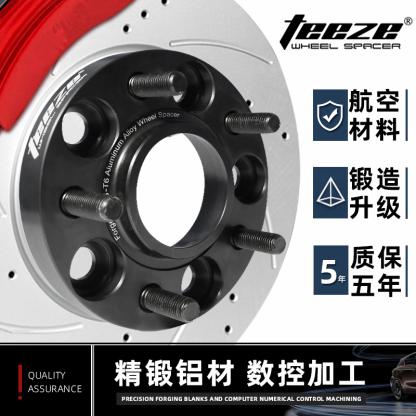 teeze®
WHEEL SPACER
航空
材料
锻造
升级
5年
质保
五年
teeze
T6 Aluminum Alloy Wheel Spacer
QUALITY
ASSURANCE
精锻铝材 数控加工
PRECISION FORGING BLANKS AND COMPUTER NUMERICAL CONTROL MACHINING